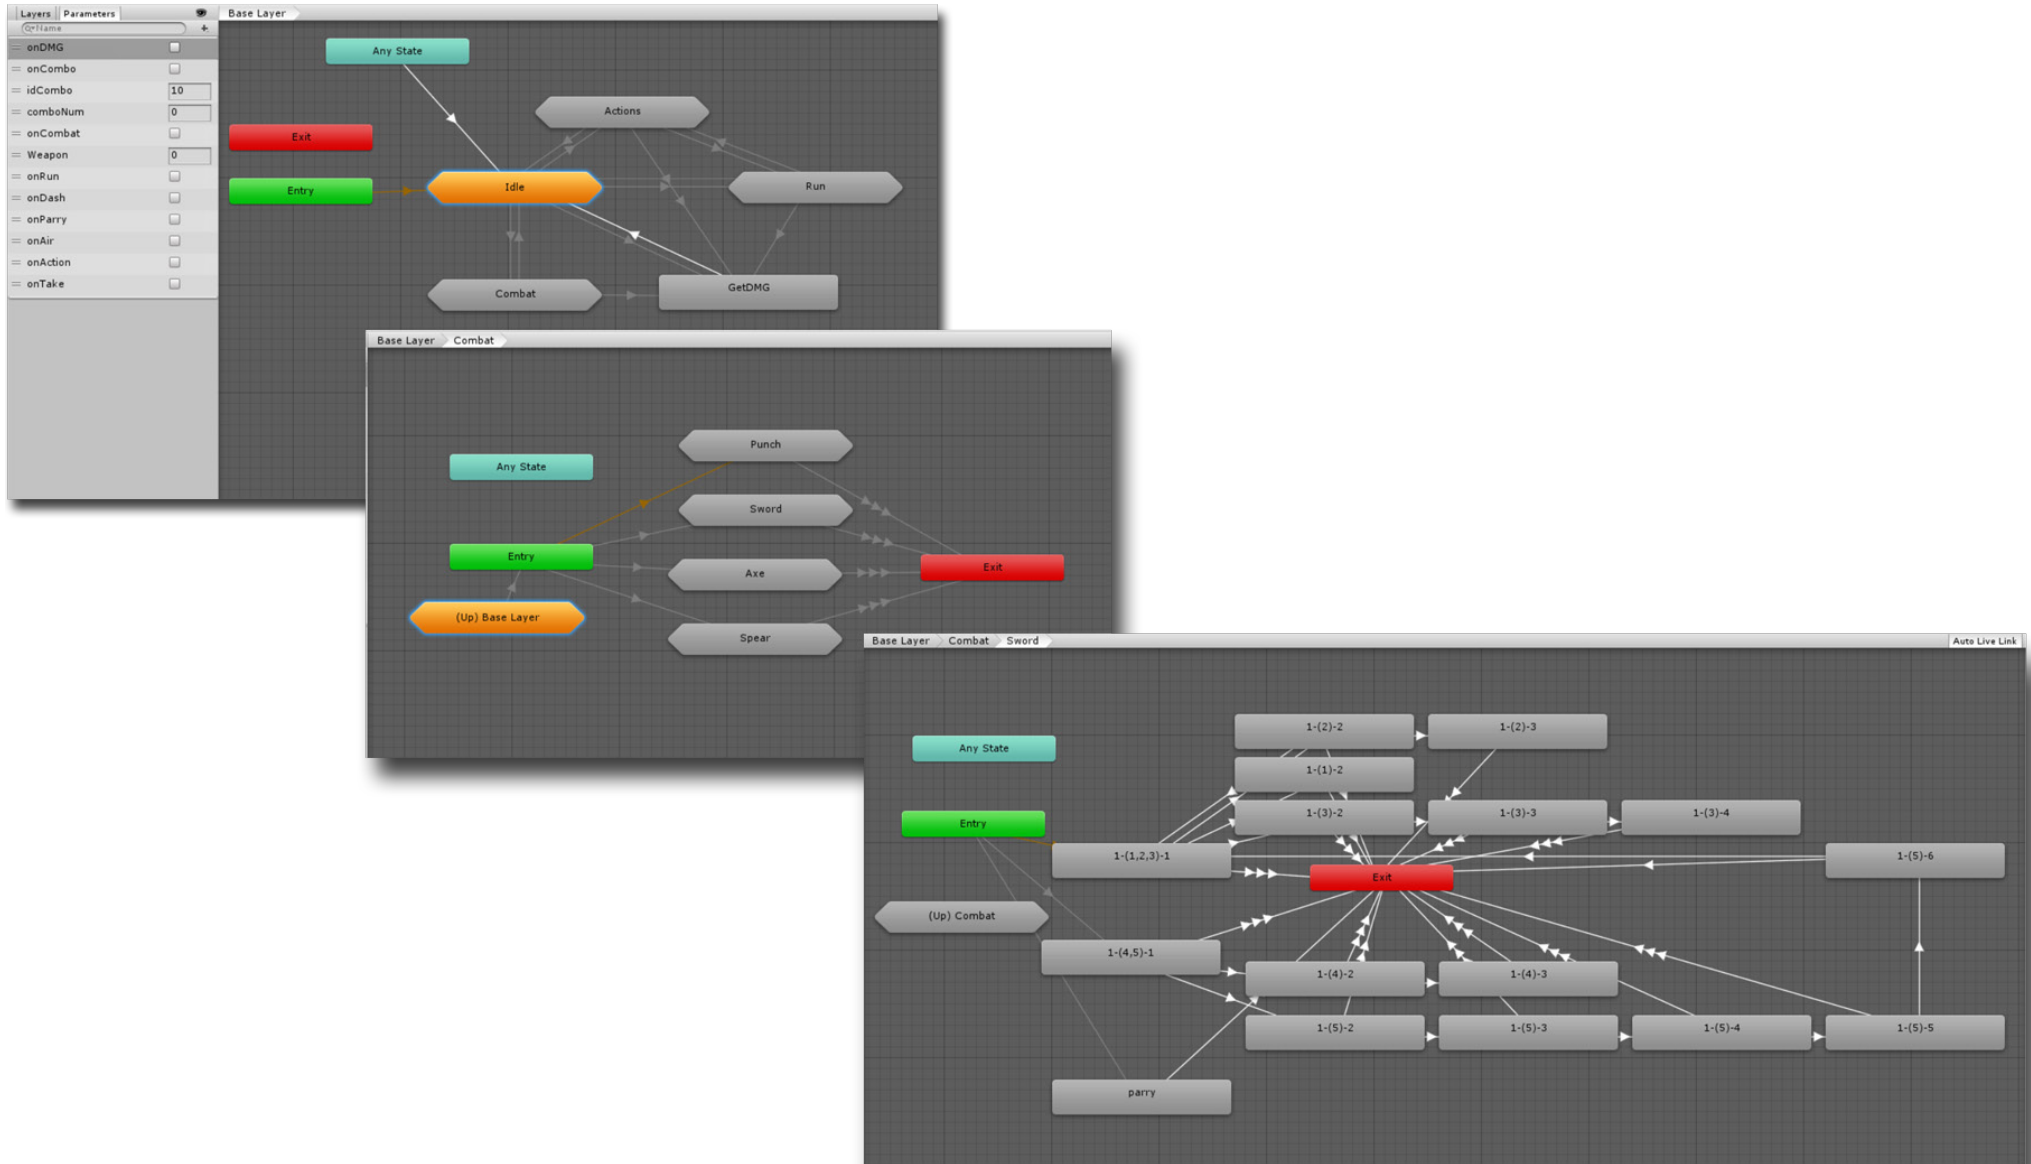 Layers Parameters
Name
onDMG
onCombo
idCombo 10
comboNum 0
onCombat
Weapon 0
onRun
onDash
onParry
onAir
onAction
onTake
Base Layer
Any State
Actions
Exit
Entry
Idle
Run
Combat
GetDMG
Base Layer Combat
Punch
Any State
Sword
Entry
Exit
Axe
(Up) Base Layer
Spear
Base Layer Combat Sword
Auto Live Link
1-(2)-2
1-(2)-3
Any State
1-(1)-2
1-(3)-2
1-(3)-3
1-(3)-4
Entry
1-(1,2,3)-1
1-(5)-6
Exit
(Up) Combat
1-(4,5)-1
1-(4)-2
1-(4)-3
1-(5)-2
1-(5)-3
1-(5)-4
1-(5)-5
parry